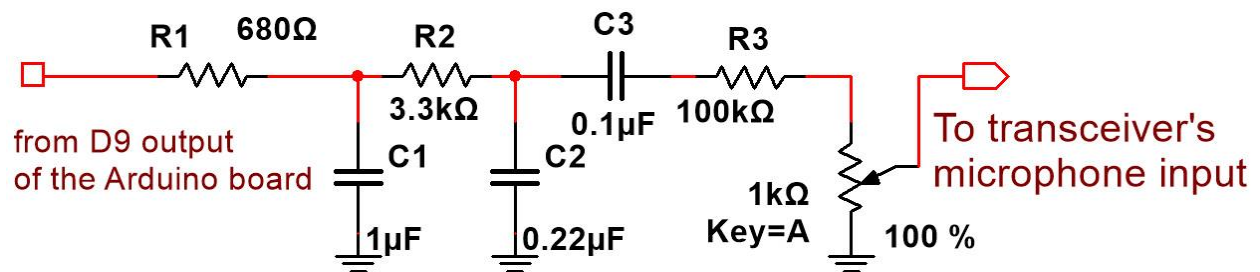 R1
680Ω
R2
3.3kΩ
C3
0.1µF
R3
100kΩ
from D9 output
of the Arduino board
C1
1µF
C2
0.22µF
1kΩ
Key=A
100 %
To transceiver's
microphone input